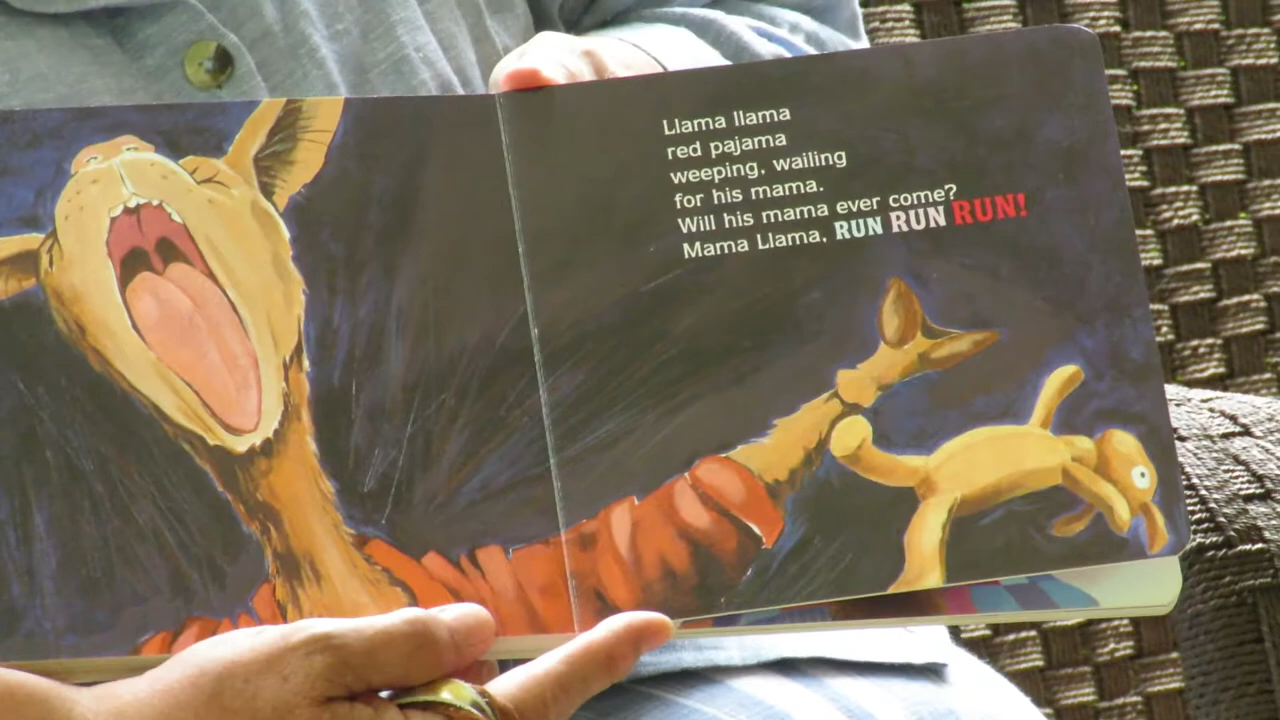 Llama llama
red pajama
weeping, wailing
for his mama.
Will his mama ever come?
Mama Llama, RUN RUN RUN!